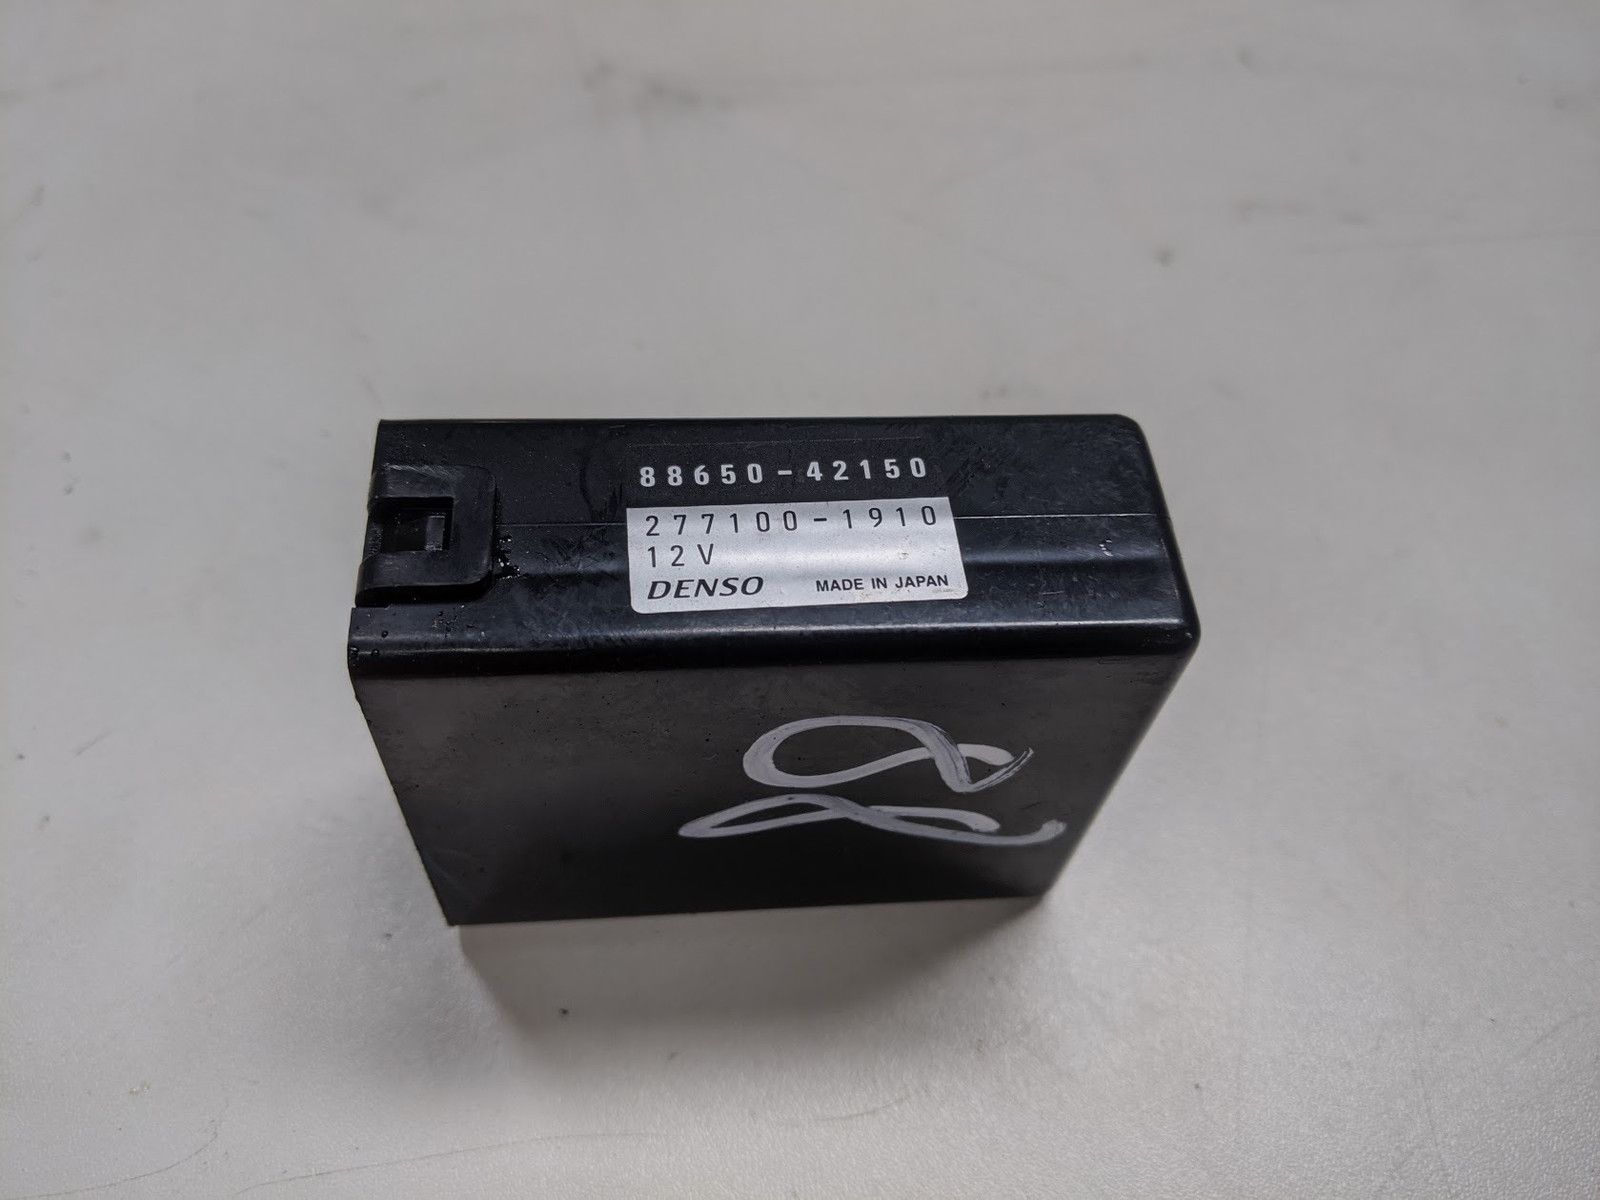 88650-42150
277100-1910
12V
DENSO MADE IN JAPAN